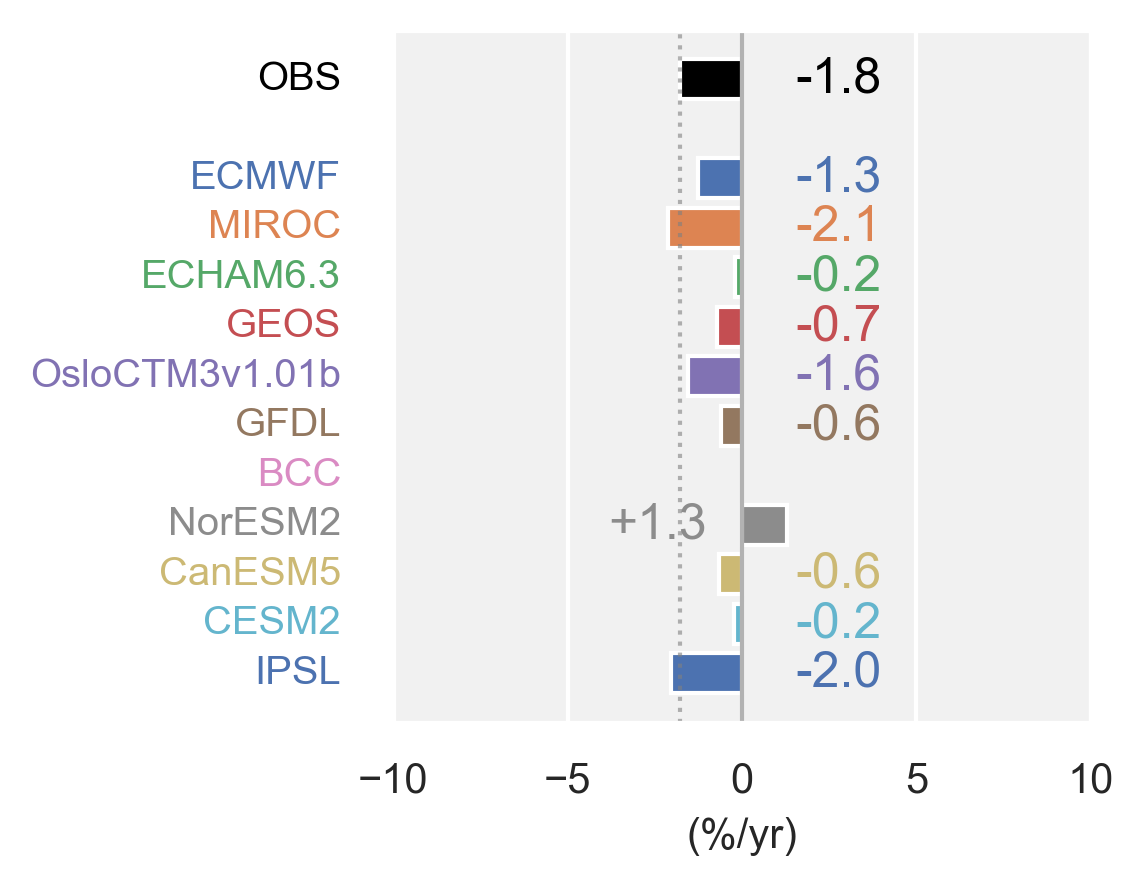 OBS -1.8
ECMWF -1.3
MIROC -2.1
ECHAM6.3 -0.2
GEOS -0.7
OsloCTM3v1.01b -1.6
GFDL -0.6
BCC
NorESM2 +1.3
CanESM5 -0.6
CESM2 -0.2
IPSL -2.0
−10 −5 0 5 10
(%/yr)